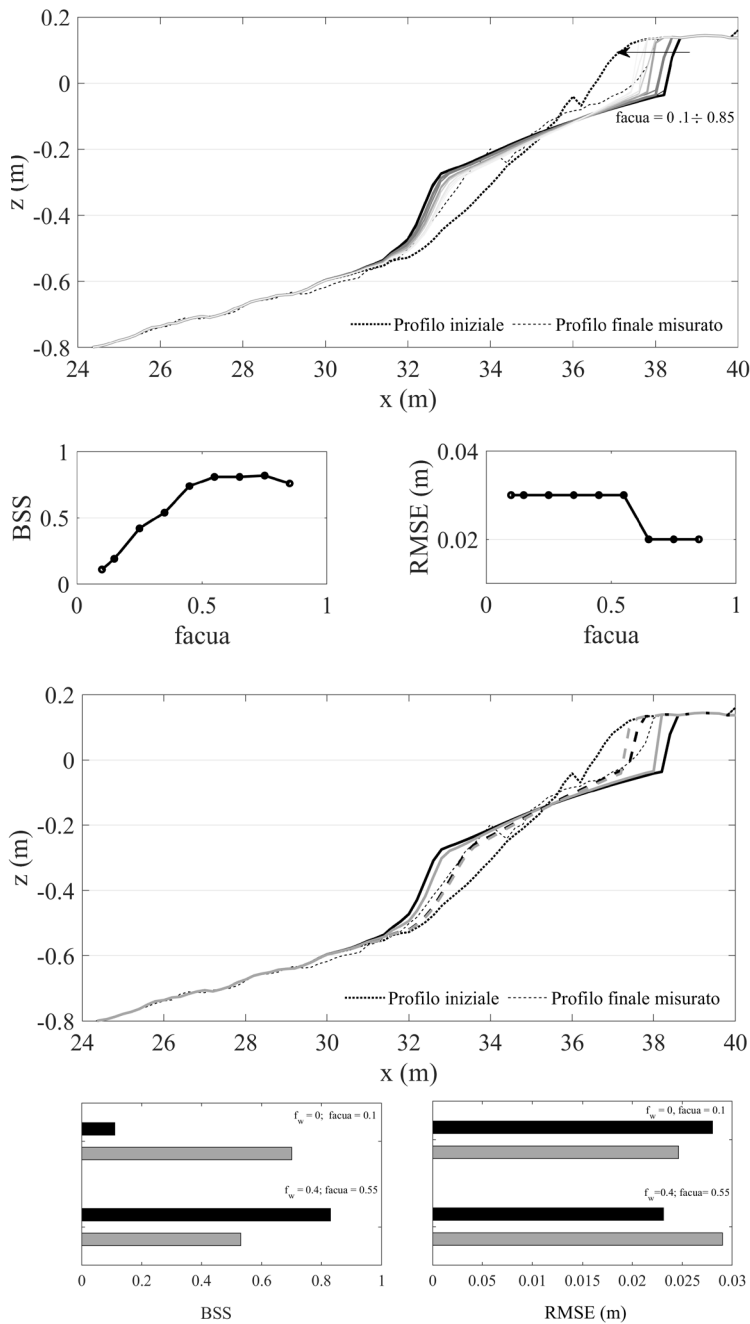 0.2
0
-0.2
-0.4
-0.6
-0.8
z (m)
facua = 0 .1÷ 0.85
Profilo iniziale
Profilo finale misurato
24 26 28 30 32 34 36 38 40
x (m)
1
0.5
0
BSS
0 0.5 1
facua
0.04
0.02
RMSE (m)
0 0.5 1
facua
0.2
0
-0.2
-0.4
-0.6
-0.8
z (m)
Profilo iniziale
Profilo finale misurato
24 26 28 30 32 34 36 38 40
x (m)
fw = 0; facua = 0.1
fw = 0.4; facua = 0.55
0 0.2 0.4 0.6 0.8 1
BSS
fw = 0, facua = 0.1
fw=0.4; facua= 0.55
0 0.05 0.01 0.015 0.02 0.025 0.03
RMSE (m)